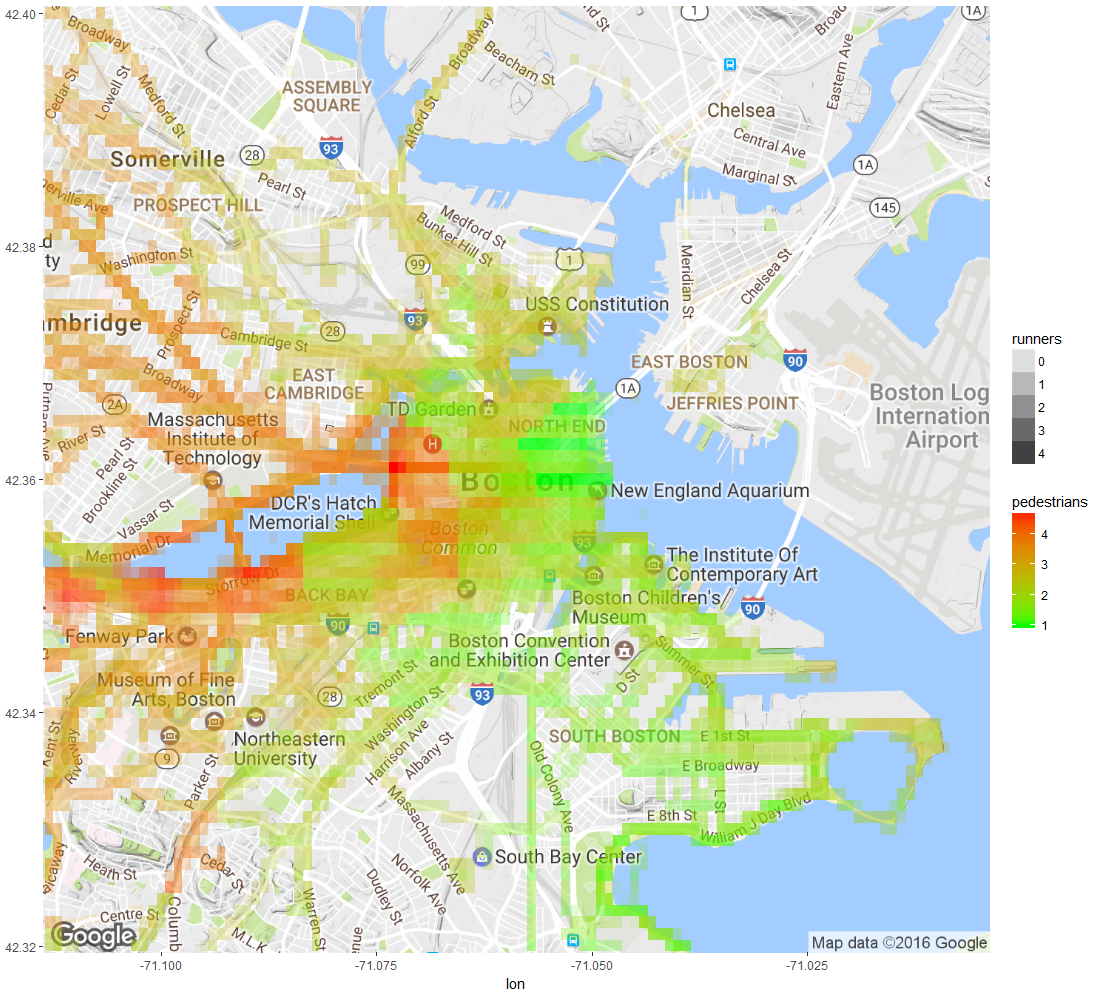 42.40
42.38
42.36
42.34
42.32
-71.100
-71.075
-71.050
-71.025
lon
Broadway
Cedar St
Lowell St
Medford St
ASSEMBLY
SQUARE
93
Somerville
28
Pearl St
PROSPECT HILL
erville Ave
Washington St
Prospect St
d
ty
ambridge
Cambridge St
28
Broadway
EAST
CAMBRIDGE
2A
Massachusetts
Institute of
Technology
River St
Pearl St
Brookline St
Vassar St
Memorial Dr
DCR's Hatch
Memorial Shell
Storrow Dr
BACK BAY
90
Fenway Park
Museum of Fine
Arts, Boston
28
Northeastern
University
9
Kent St
Riverway
Parker St
Heath St
Cedar St
Centre St
Columb
M.L.K
Warren St
Google
Alford St
Broadway
Beacham St
nd St
1
1A
Broa
Eastern Ave
Chelsea
Central Ave
Marginal St
1A
145
Medford St
Bunker Hill St
99
1
93
USS Constitution
Meridian St
Chelsea St
EAST BOSTON
90
1A
JEFFRIES POINT
Boston Log
Internation
Airport
TD Garden
NORTH END
H
Boston
New England Aquarium
Boston
Common
93
The Institute Of
Contemporary Art
Boston Children's
Museum
90
Boston Convention
and Exhibition Center
Summer St
D St
93
Tremont St
Washington St
Harrison Ave
Albany St
Massachusetts Ave
Norfolk Ave
Dudley St
SOUTH BOSTON
E 1st St
E Broadway
Old Colony Ave
L St
E 8th St
William J Day Blvd
South Bay Center
Map data ©2016 Google
runners
0
1
2
3
4
pedestrians
4
3
2
1